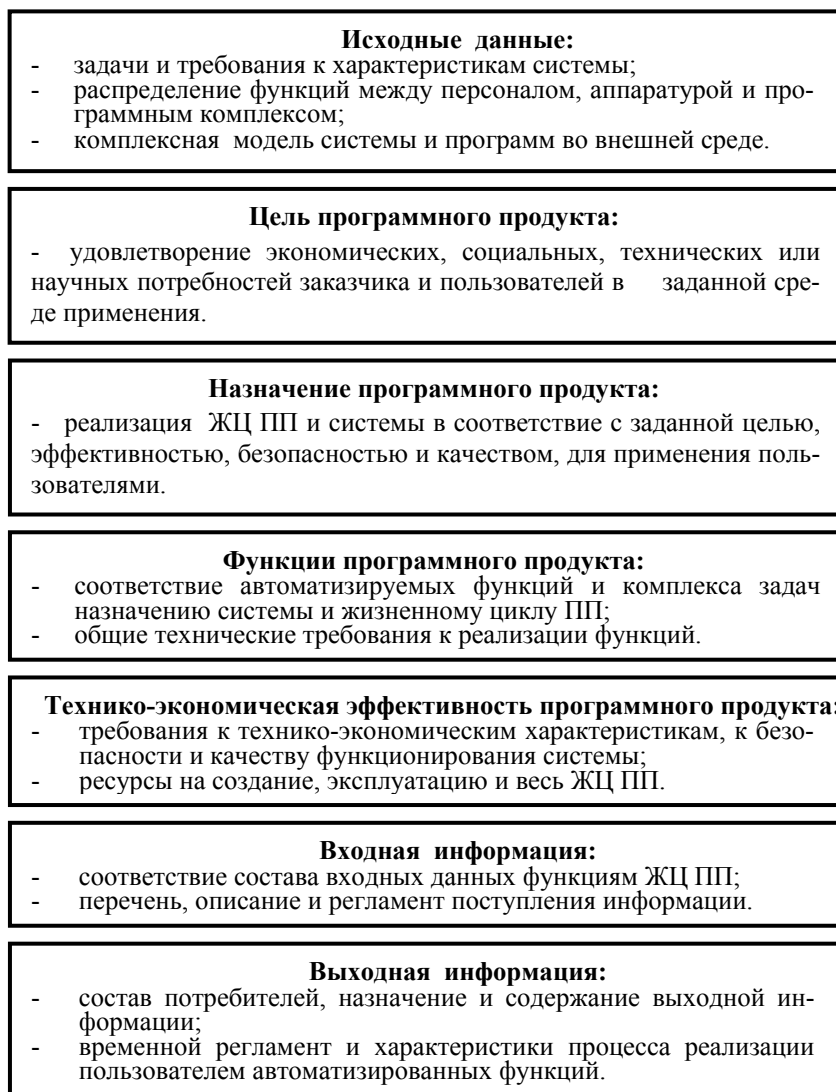 Исходные данные:
- задачи и требования к характеристикам системы;
- распределение функций между персоналом, аппаратурой и про-
граммным комплексом;
- комплексная модель системы и программ во внешней среде.
Цель программного продукта:
- удовлетворение экономических, социальных, технических или
научных потребностей заказчика и пользователей в заданной сре-
де применения.
Назначение программного продукта:
- реализация ЖЦ ПП и системы в соответствие с заданной целью,
эффективностью, безопасностью и качеством, для применения поль-
зователями.
Функции программного продукта:
- соответствие автоматизируемых функций и комплекса задач
назначению системы и жизненному циклу ПП;
- общие технические требования к реализации функций.
Технико-экономическая эффективность программного продукта:
- требования к технико-экономическим характеристикам, к безо-
пасности и качеству функционирования системы;
- ресурсы на создание, эксплуатацию и весь ЖЦ ПП.
Входная информация:
- соответствие состава входных данных функциям ЖЦ ПП;
- перечень, описание и регламент поступления информации.
Выходная информация:
- состав потребителей, назначение и содержание выходной ин-
формации;
- временной регламент и характеристики процесса реализации
пользователем автоматизированных функций.